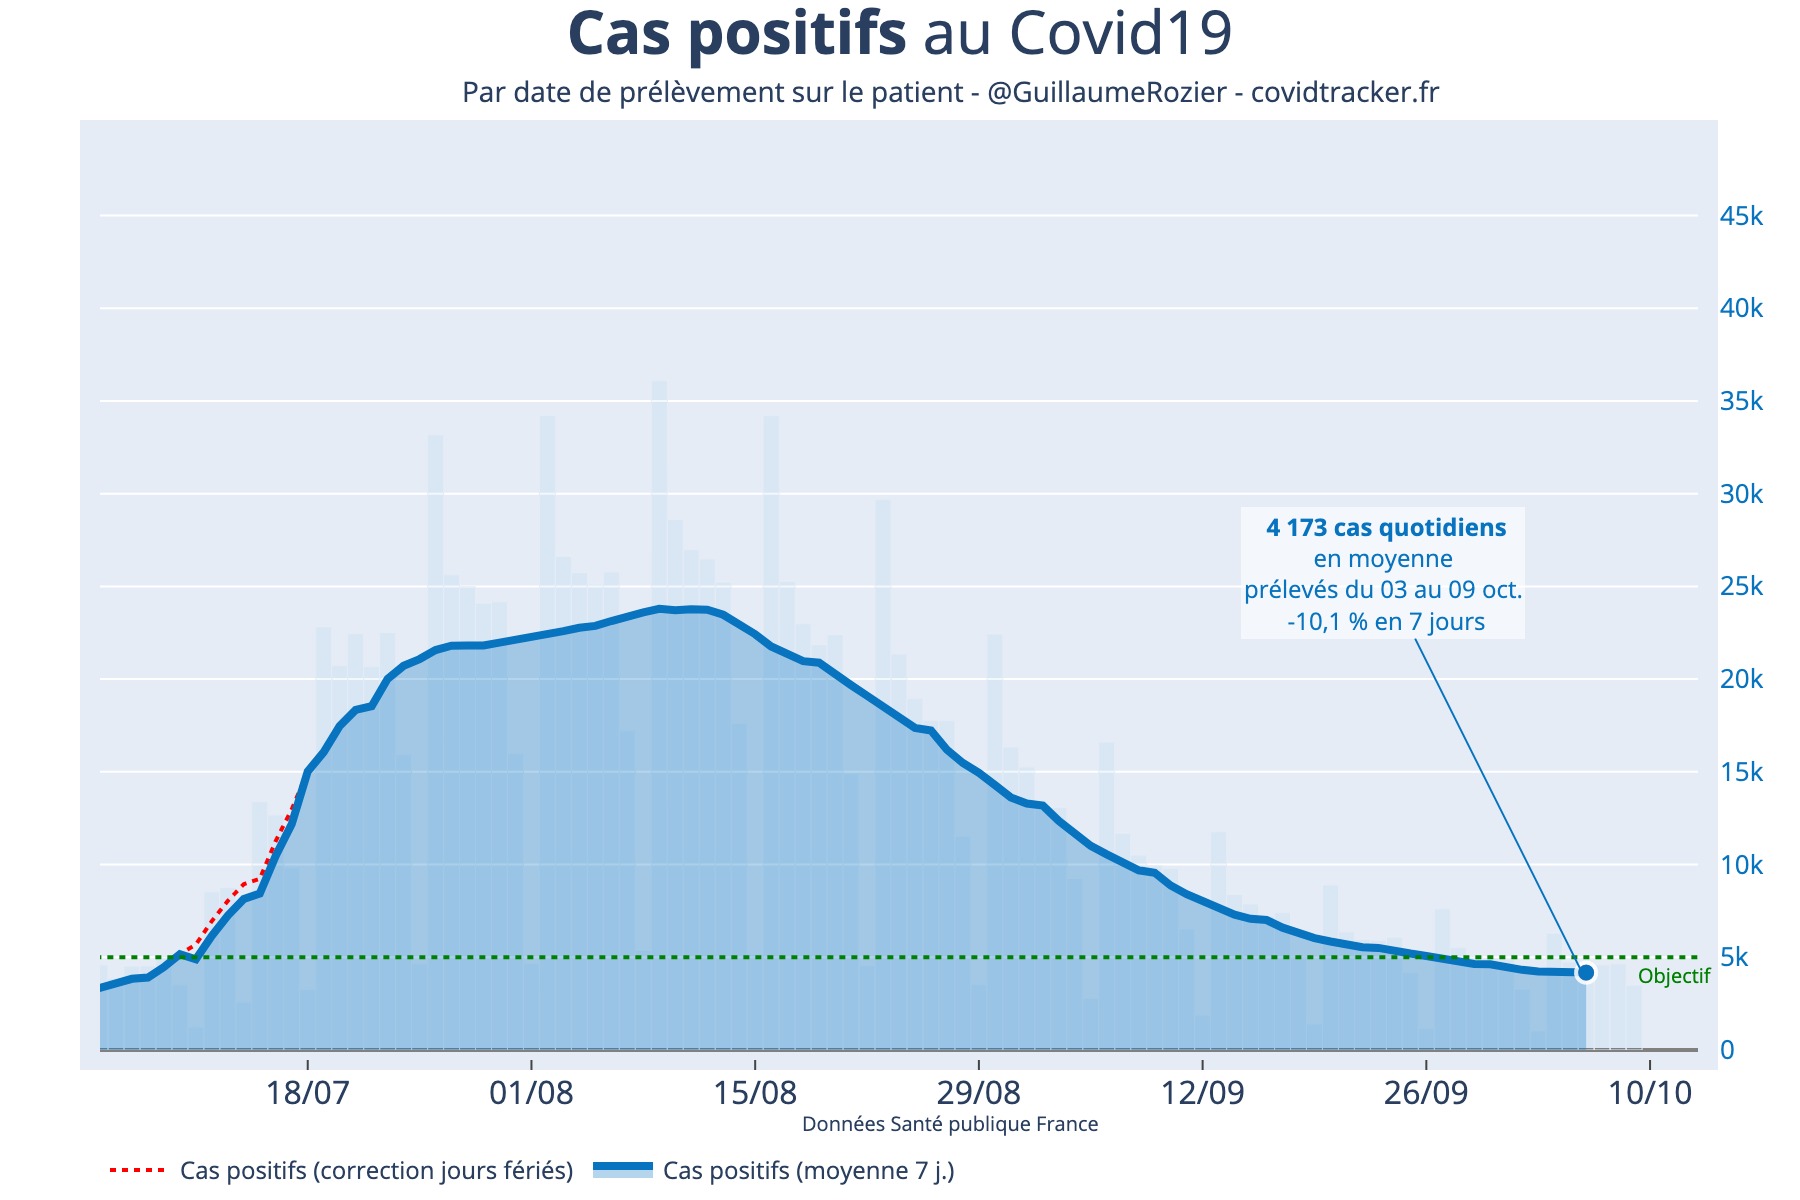 Cas positifs au Covid19
Par date de prélèvement sur le patient - @GuillaumeRozier - covidtracker.fr
45k
40k
35k
30k
25k
20k
15k
10k
5k
0
4 173 cas quotidiens
en moyenne
prélevés du 03 au 09 oct.
-10,1 % en 7 jours
Objectif
18/07 01/08 15/08 29/08 12/09 26/09 10/10
Données Santé publique France
Cas positifs (correction jours fériés) Cas positifs (moyenne 7 j.)